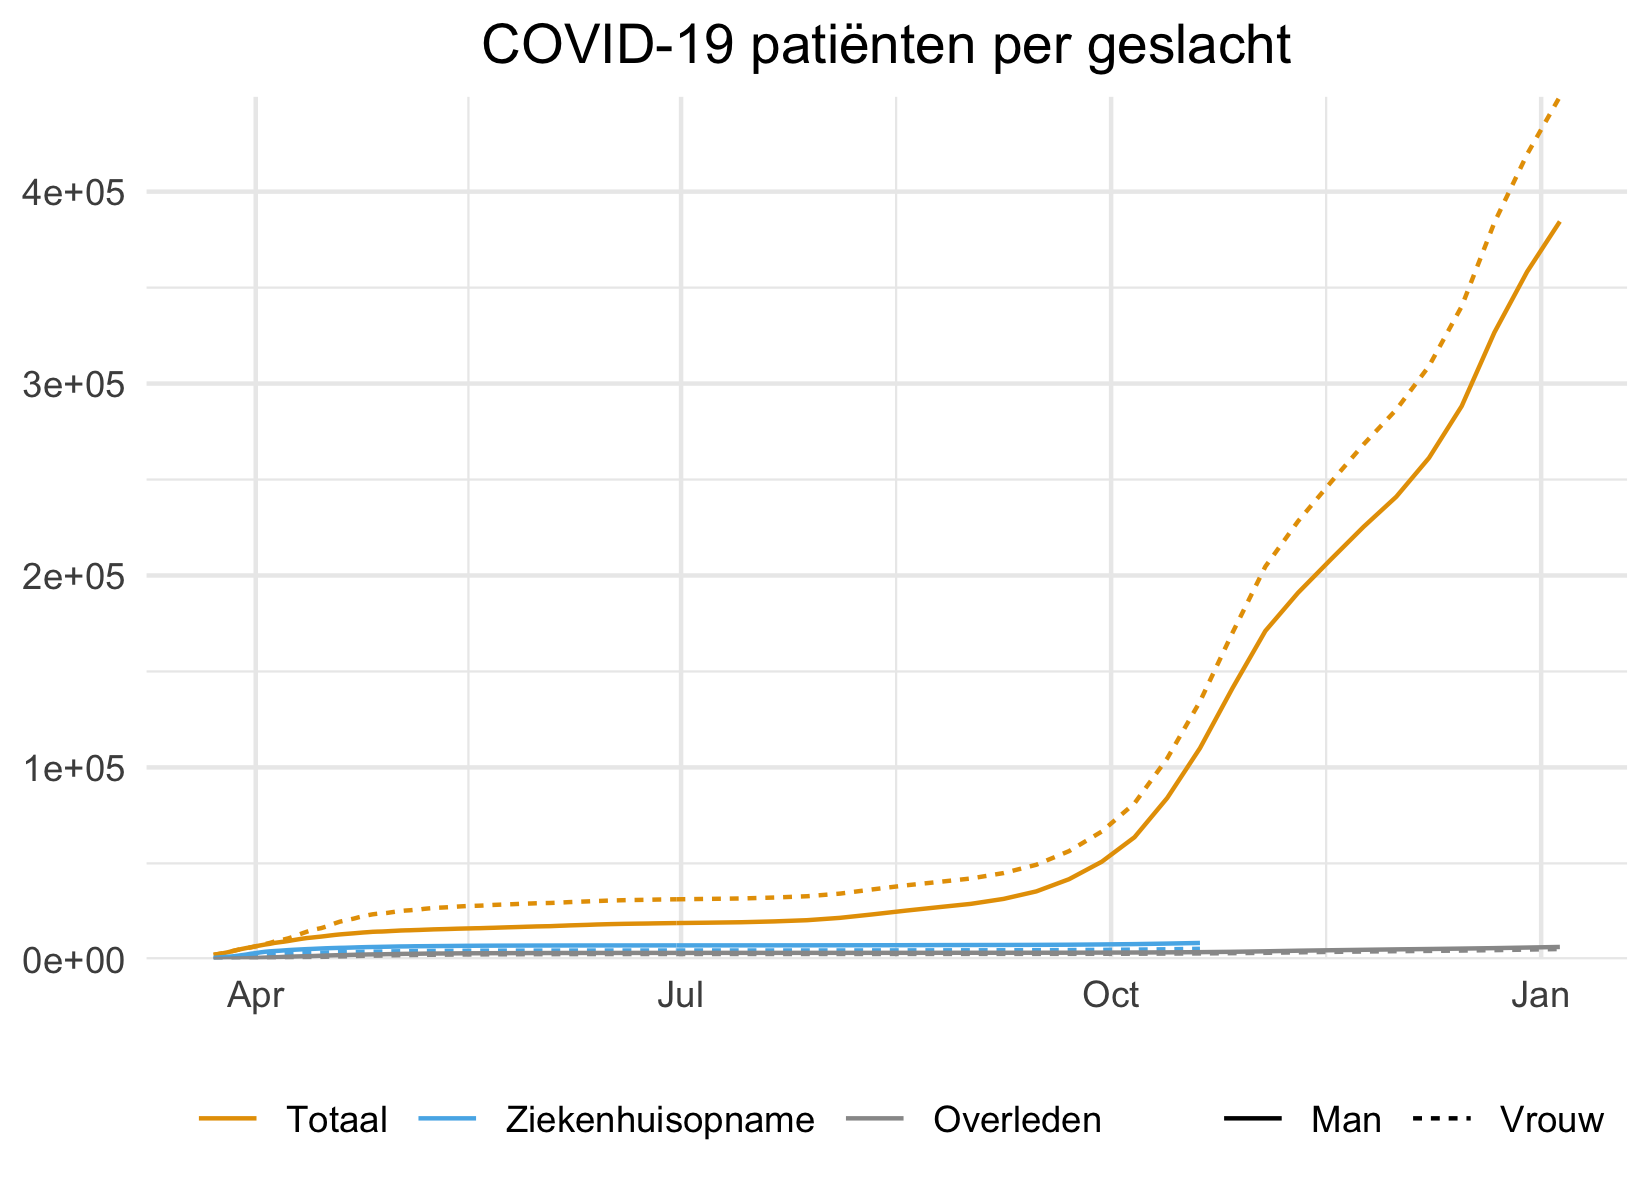 COVID-19 patiënten per geslacht
4e+05
3e+05
2e+05
1e+05
0e+00
Apr Jul Oct Jan
Totaal Ziekenhuisopname Overleden Man Vrouw